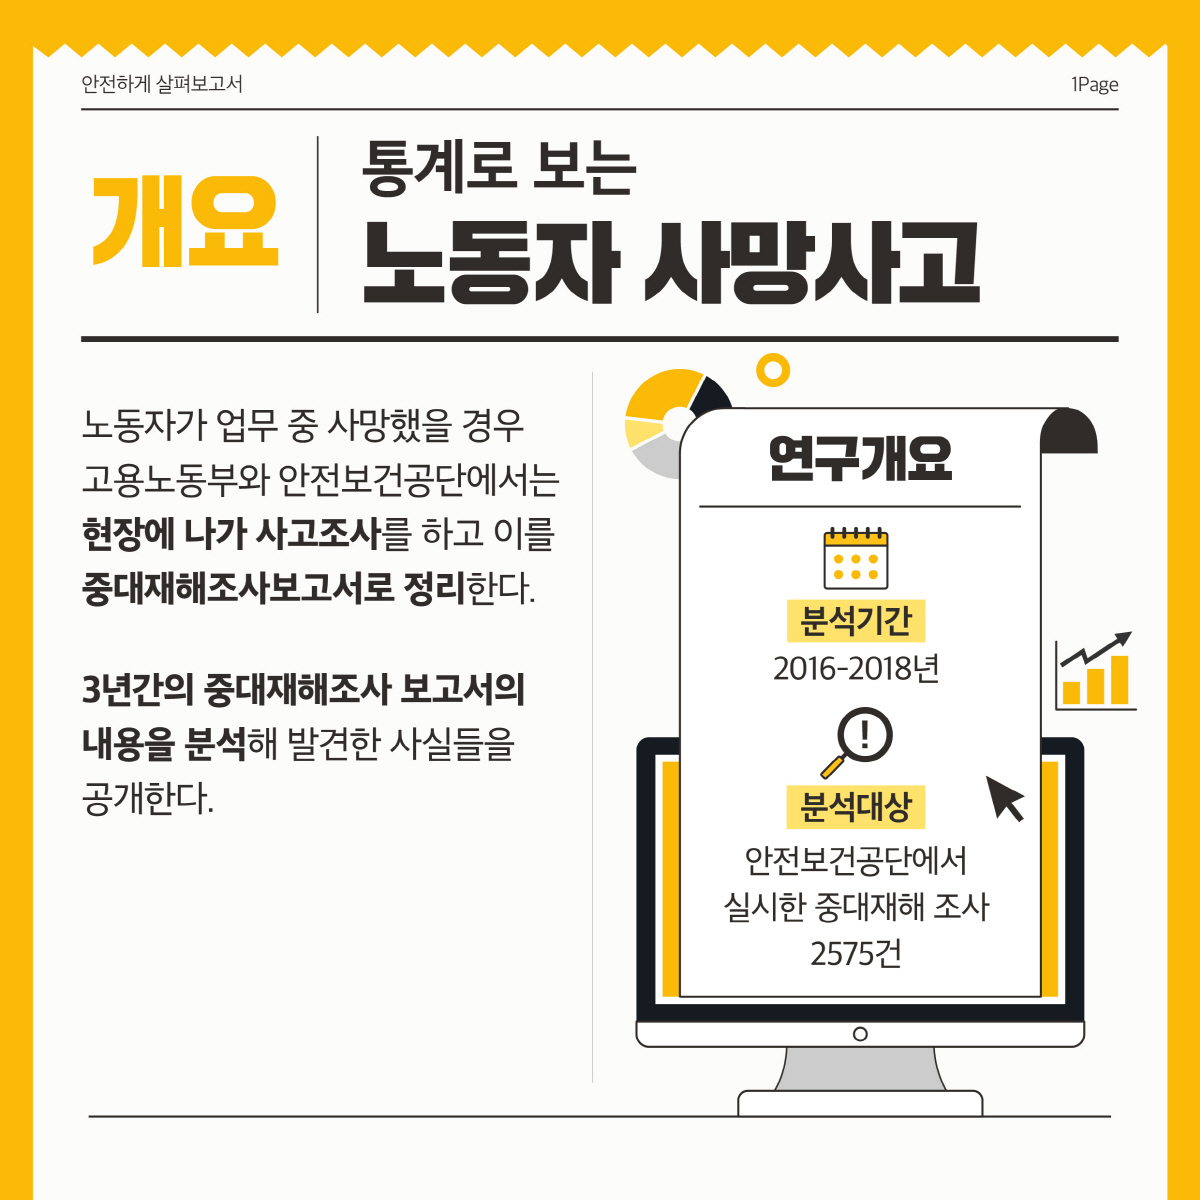 안전하게 살펴보고서
1Page
개요
통계로 보는
노동자 사망사고
노동자가 업무 중 사망했을 경우
고용노동부와 안전보건공단에서는
현장에 나가 사고조사를 하고 이를
중대재해조사보고서로 정리한다.
3년간의 중대재해조사 보고서의
내용을 분석해 발견한 사실들을
공개한다.
연구개요
분석기간
2016-2018년
!
분석대상
안전보건공단에서
실시한 중대재해 조사
2575건